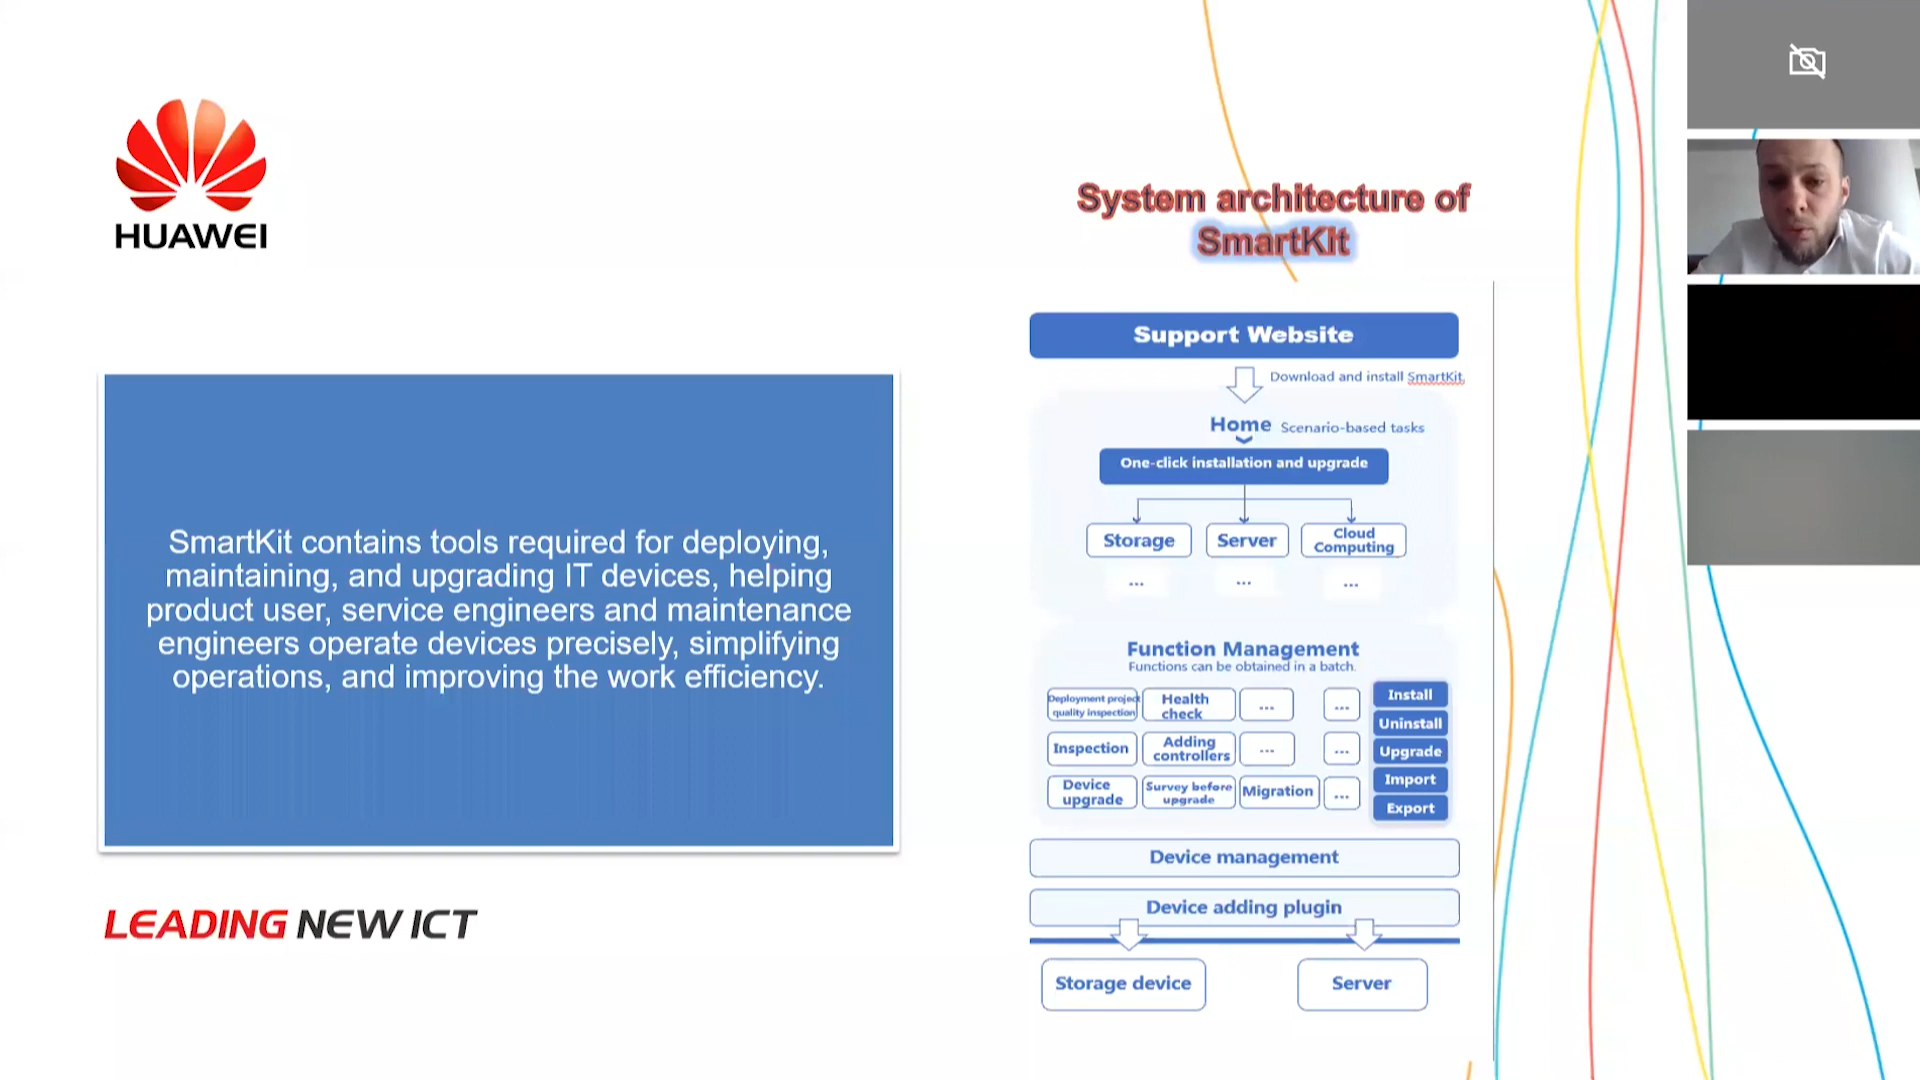 HUAWEI
System architecture of
SmartKit
SmartKit contains tools required for deploying,
maintaining, and upgrading IT devices, helping
product user, service engineers and maintenance
engineers operate devices precisely, simplifying
operations, and improving the work efficiency.
LEADING NEW ICT
Support Website
Download and install SmartKit.
Home Scenario-based tasks
One-click installation and upgrade
Storage
Server
Cloud
Computing
...
...
...
Function Management
Functions can be obtained in a batch.
Deployment project
quality inspection
Health
check
...
...
Install
Uninstall
Inspection
Adding
controllers
...
...
Upgrade
Import
Device
upgrade
Survey before
upgrade
Migration
...
Export
Device management
Device adding plugin
Storage device
Server